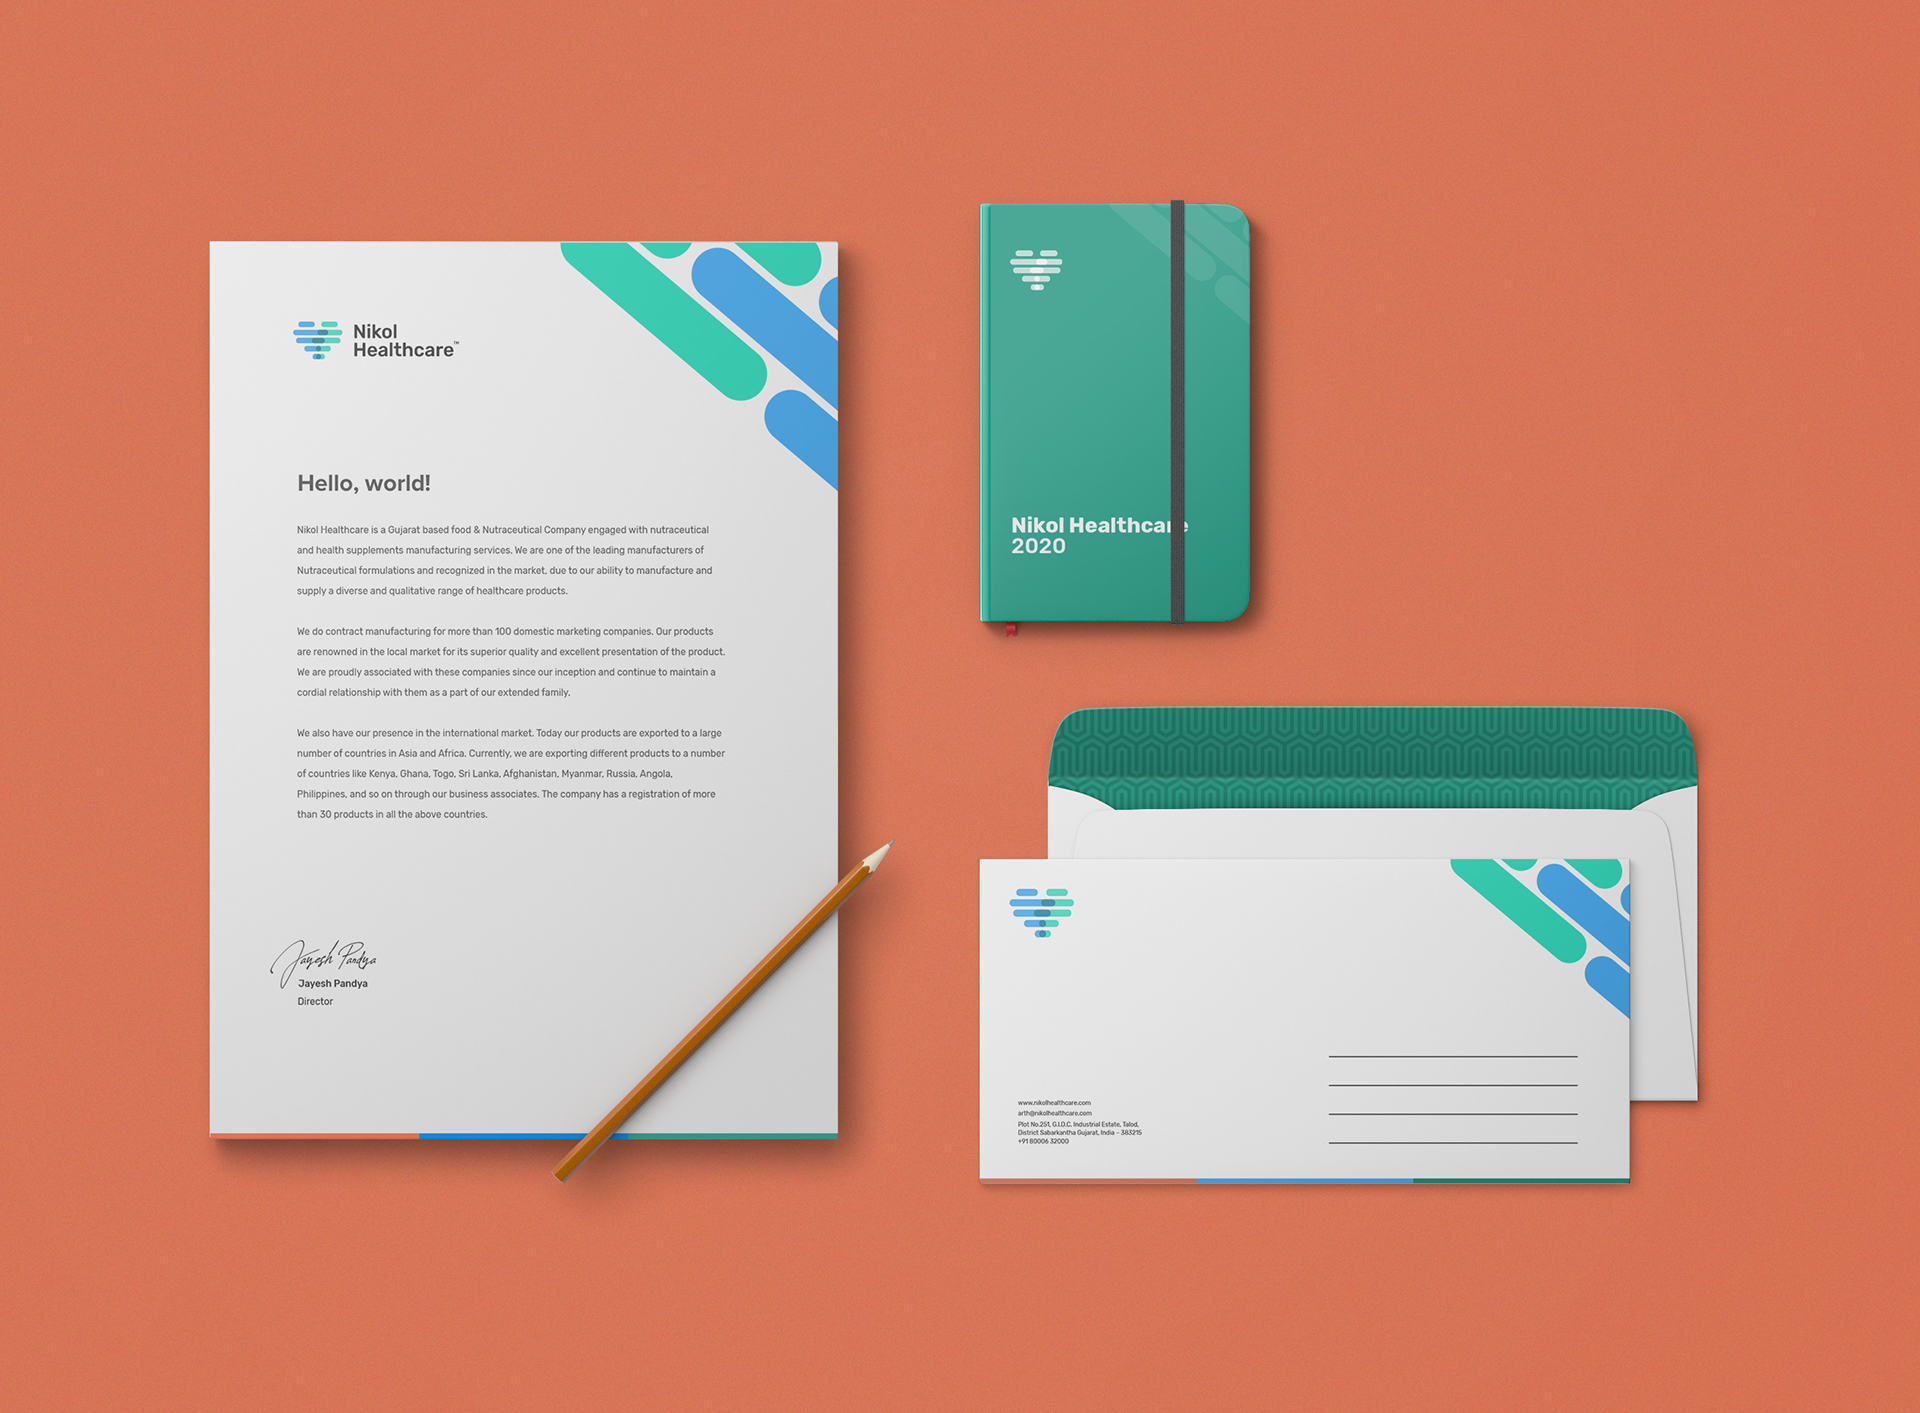 Nikol
Healthcare™
Hello, world!
Nikol Healthcare is a Gujarat based food & Nutraceutical Company engaged with nutraceutical
and health supplements manufacturing services. We are one of the leading manufacturers of
Nutraceutical formulations and recognized in the market, due to our ability to manufacture and
supply a diverse and qualitative range of healthcare products.
We do contract manufacturing for more than 100 domestic marketing companies. Our products
are renowned in the local market for its superior quality and excellent presentation of the product.
We are proudly associated with these companies since our inception and continue to maintain a
cordial relationship with them as a part of our extended family.
We also have our presence in the international market. Today our products are exported to a large
number of countries in Asia and Africa. Currently, we are exporting different products to a number
of countries like Kenya, Ghana, Togo, Sri Lanka, Afghanistan, Myanmar, Russia, Angola,
Philippines, and so on through our business associates. The company has a registration of more
than 30 products in all the above countries.
Jayesh Pandya
Jayesh Pandya
Director
Nikol Healthcare
2020
www.nikolhealthcare.com
arth@nikolhealthcare.com
Plot No.251, G.I.D.C. Industrial Estate, Talod,
District Sabarkantha Gujarat, India – 383215
+91 80006 32000